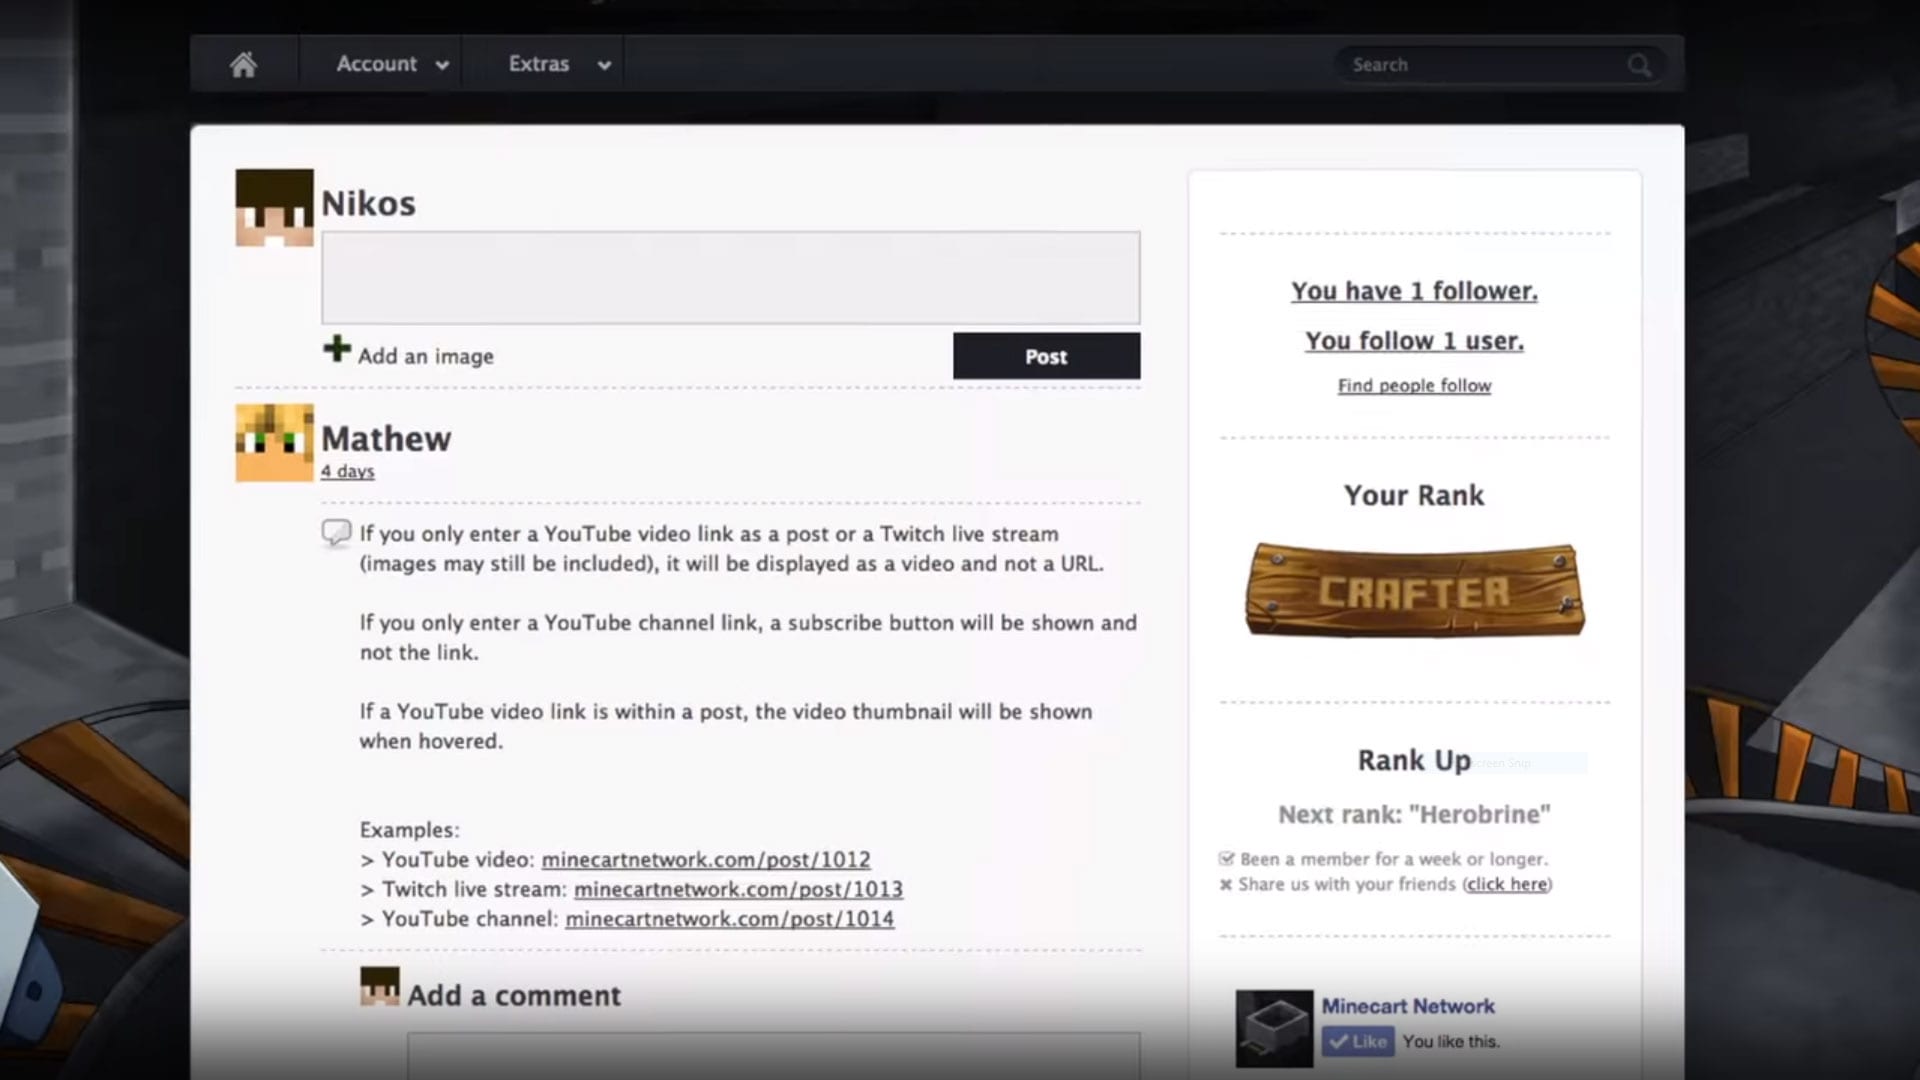 Account
Extras
Search
Nikos
Add an image
Post
Mathew
4 days
If you only enter a YouTube video link as a post or a Twitch live stream
(images may still be included), it will be displayed as a video and not a URL.
If you only enter a YouTube channel link, a subscribe button will be shown and
not the link.
If a YouTube video link is within a post, the video thumbnail will be shown
when hovered.
Examples:
> YouTube video: minecartnetwork.com/post/1012
> Twitch live stream: minecartnetwork.com/post/1013
> YouTube channel: minecartnetwork.com/post/1014
Add a comment
You have 1 follower.
You follow 1 user.
Find people follow
Your Rank
CRAFTER
Rank Up
Screen Snip
Next rank: "Herobrine"
Been a member for a week or longer.
Share us with your friends (click here)
Minecart Network
Like You like this.